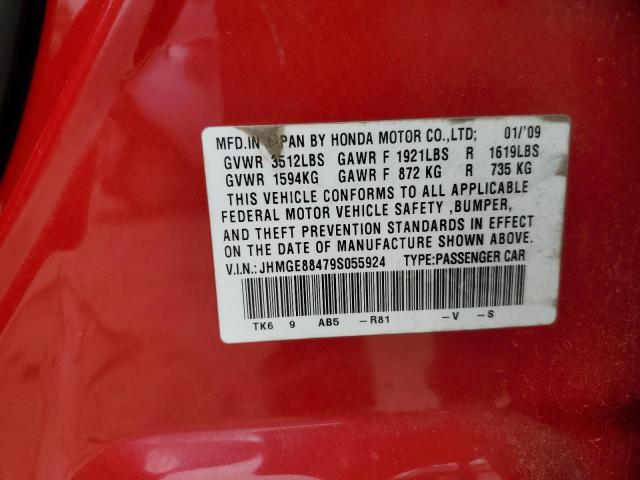 MFD.IN JAPAN BY HONDA MOTOR CO.,LTD; 01/'09
GVWR 3512LBS GAWR F 1921LBS R 1619LBS
GVWR 1594KG GAWR F 872 KG R 735 KG
THIS VEHICLE CONFORMS TO ALL APPLICABLE
FEDERAL MOTOR VEHICLE SAFETY ,BUMPER,
AND THEFT PREVENTION STANDARDS IN EFFECT
ON THE DATE OF MANUFACTURE SHOWN ABOVE.
V.I.N.: JHMGE88479S055924 TYPE:PASSENGER CAR
TK6 9 AB5 -R81 -V -S